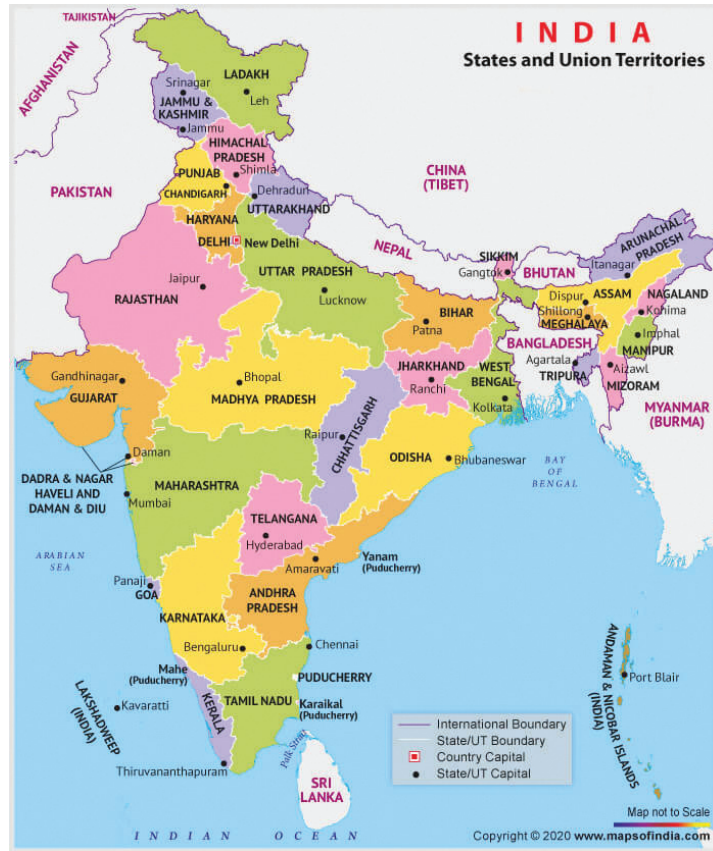 INDIA
States and Union Territories
TAJIKISTAN
AFGHANISTAN
PAKISTAN
CHINA
(TIBET)
NEPAL
BHUTAN
BANGLADESH
MYANMAR
(BURMA)
SRI
LANKA
LADAKH
Leh
Srinagar
JAMMU &
KASHMIR
Jammu
HIMACHAL
PRADESH
Shimla
PUNJAB
CHANDIGARH
Dehradun
UTTARAKHAND
HARYANA
DELHI
New Delhi
UTTAR PRADESH
Lucknow
Jaipur
RAJASTHAN
BIHAR
Patna
SIKKIM
Gangtok
ARUNACHAL
PRADESH
Itanagar
Dispur
ASSAM
NAGALAND
Kohima
Shillong
MEGHALAYA
Imphal
MANIPUR
Agartala
TRIPURA
Aizawl
MIZORAM
Gandhinagar
GUJARAT
Bhopal
MADHYA PRADESH
JHARKHAND
Ranchi
WEST
BENGAL
Kolkata
Raipur
CHHATTISGARH
ODISHA
Bhubaneswar
BAY
OF
BENGAL
Daman
DADRA & NAGAR
HAVELI AND
DAMAN & DIU
Mumbai
MAHARASHTRA
TELANGANA
Hyderabad
ARABIAN
SEA
Amaravati
Yanam
(Puducherry)
Panaji
GOA
ANDHRA
PRADESH
KARNATAKA
Bengaluru
Chennai
Mahe
(Puducherry)
PUDUCHERRY
TAMIL NADU
Karaikal
(Puducherry)
KERALA
LAKSHADWEEP
(INDIA)
Kavaratti
Thiruvananthapuram
Palk Strait
ANDAMAN & NICOBAR ISLANDS
(INDIA)
Port Blair
International Boundary
State/UT Boundary
Country Capital
State/UT Capital
Map not to Scale
INDIAN OCEAN
Copyright © 2020 www.mapsofindia.com